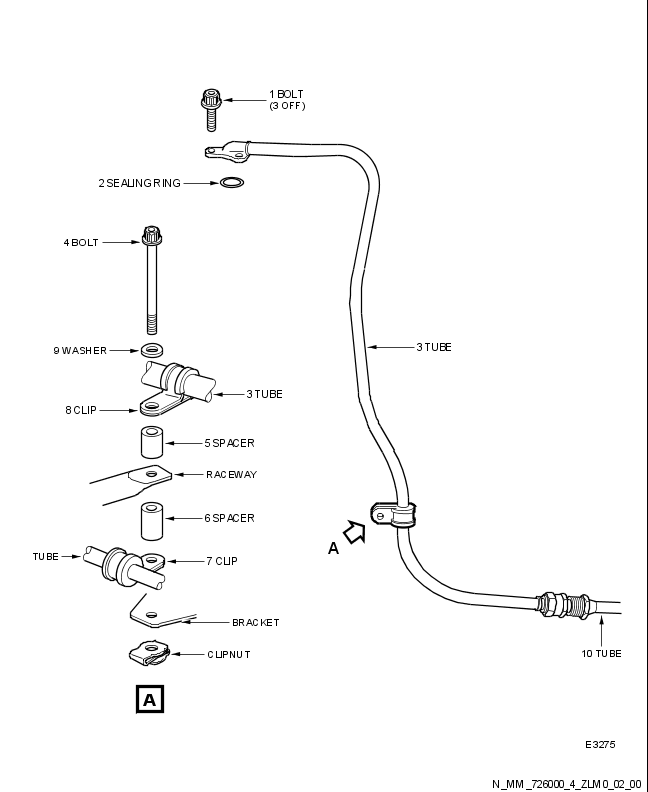 1 BOLT
(3 OFF)
2 SEALING RING
4 BOLT
9 WASHER
3 TUBE
3 TUBE
8 CLIP
5 SPACER
RACEWAY
6 SPACER
A
TUBE
7 CLIP
BRACKET
CLIPNUT
10 TUBE
A
E3275
N_MM_726000_4_ZLM0_02_00